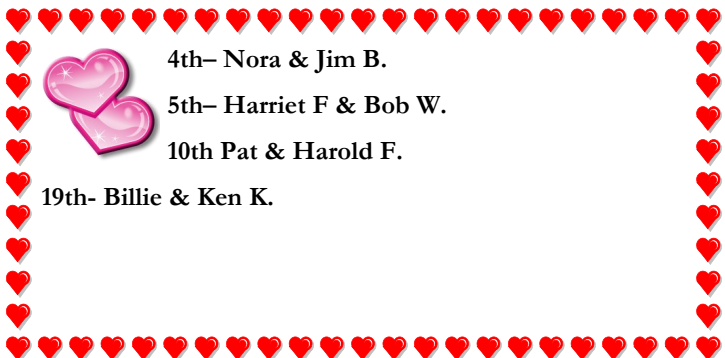 4th– Nora & Jim B.
5th– Harriet F & Bob W.
10th Pat & Harold F.
19th- Billie & Ken K.